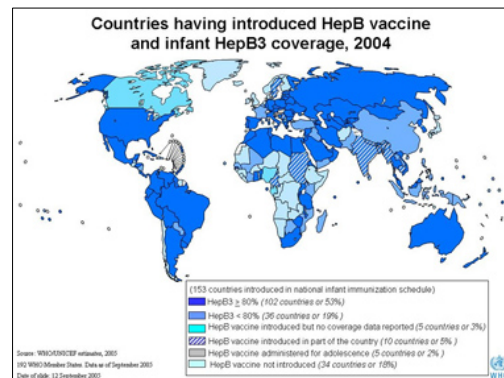 Countries having introduced HepB vaccine
and infant HepB3 coverage, 2004
(153 countries introduced in national infant immunization schedule)
HepB3 ≥ 80% (102 countries or 53%)
HepB3 < 80% (36 countries or 19%)
HepB vaccine introduced but no coverage data reported (5 countries or 3%)
HepB vaccine introduced in part of the country (10 countries or 5%)
HepB vaccine administered for adolescence (5 countries or 2%)
HepB vaccine not introduced (34 countries or 18%)
Source: WHO/UNICEF estimates, 2005
192 WHO Member States. Data as of September 2005
Date of slide: 12 September 2005